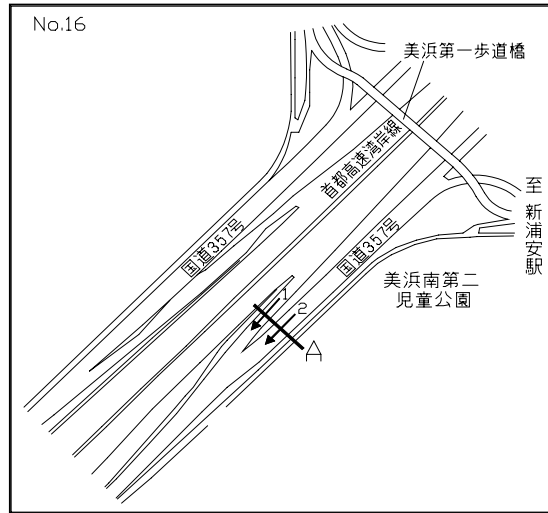 No.16
美浜第一歩道橋
首都高速湾岸線
国道357号
国道357号
至 新浦安駅
美浜南第二
児童公園
1
2
A